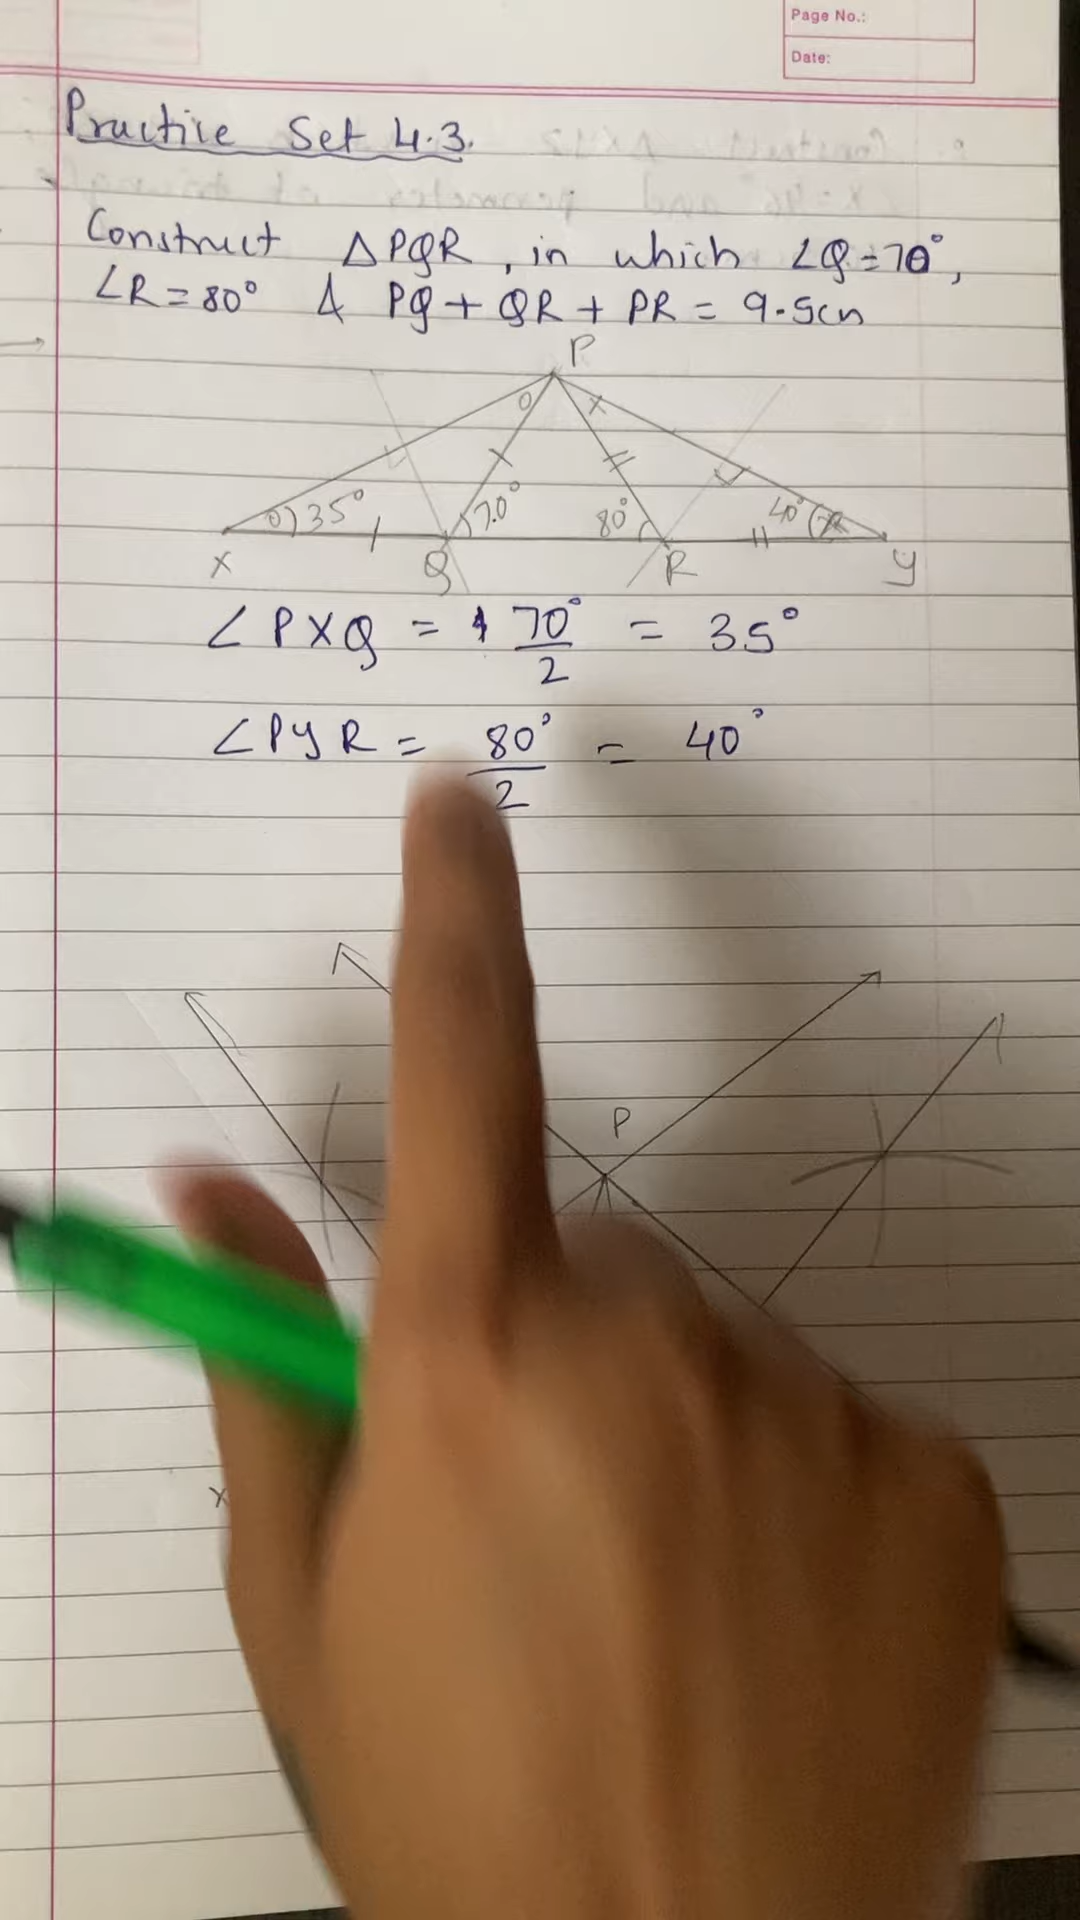 Page No.:
Date:
Practice Set 4.3.
Construct △PQR, in which ∠Q=70°,
∠R=80° & PQ + QR + PR = 9.5cm
P
o x
o) 35° 70° 80° 40° (x
X Q R Y
∠PXQ = 70°/2 = 35°
∠PYR = 80°/2 = 40°
P
X